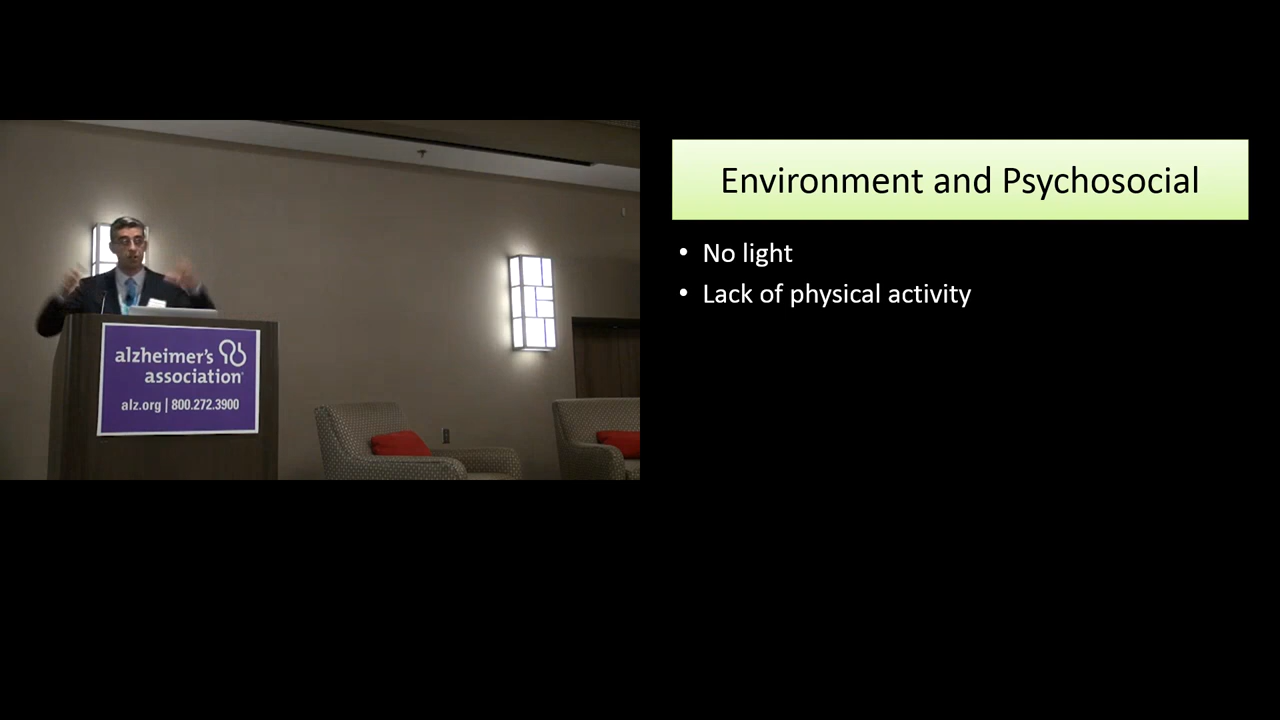 alzheimer's
association
alz.org | 800.272.3900
Environment and Psychosocial
• No light
• Lack of physical activity